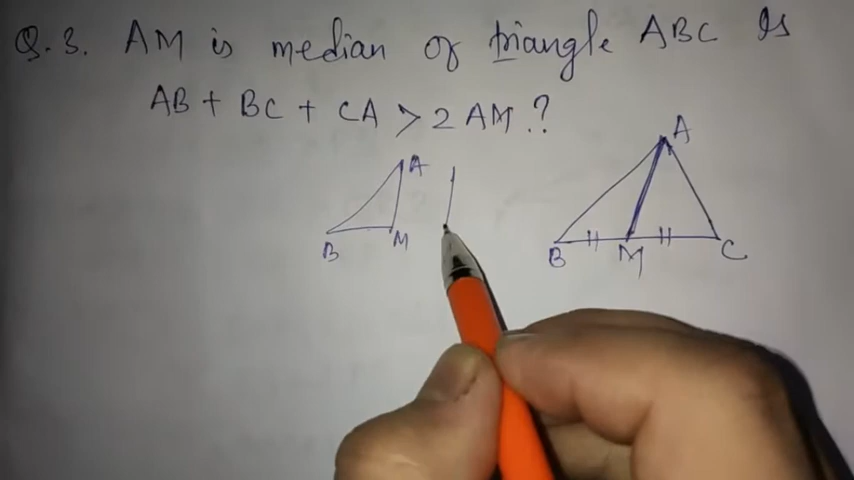 Q.3. AM is median of triangle ABC Is
AB + BC + CA > 2 AM ?
A
A
B
M
B
M
C